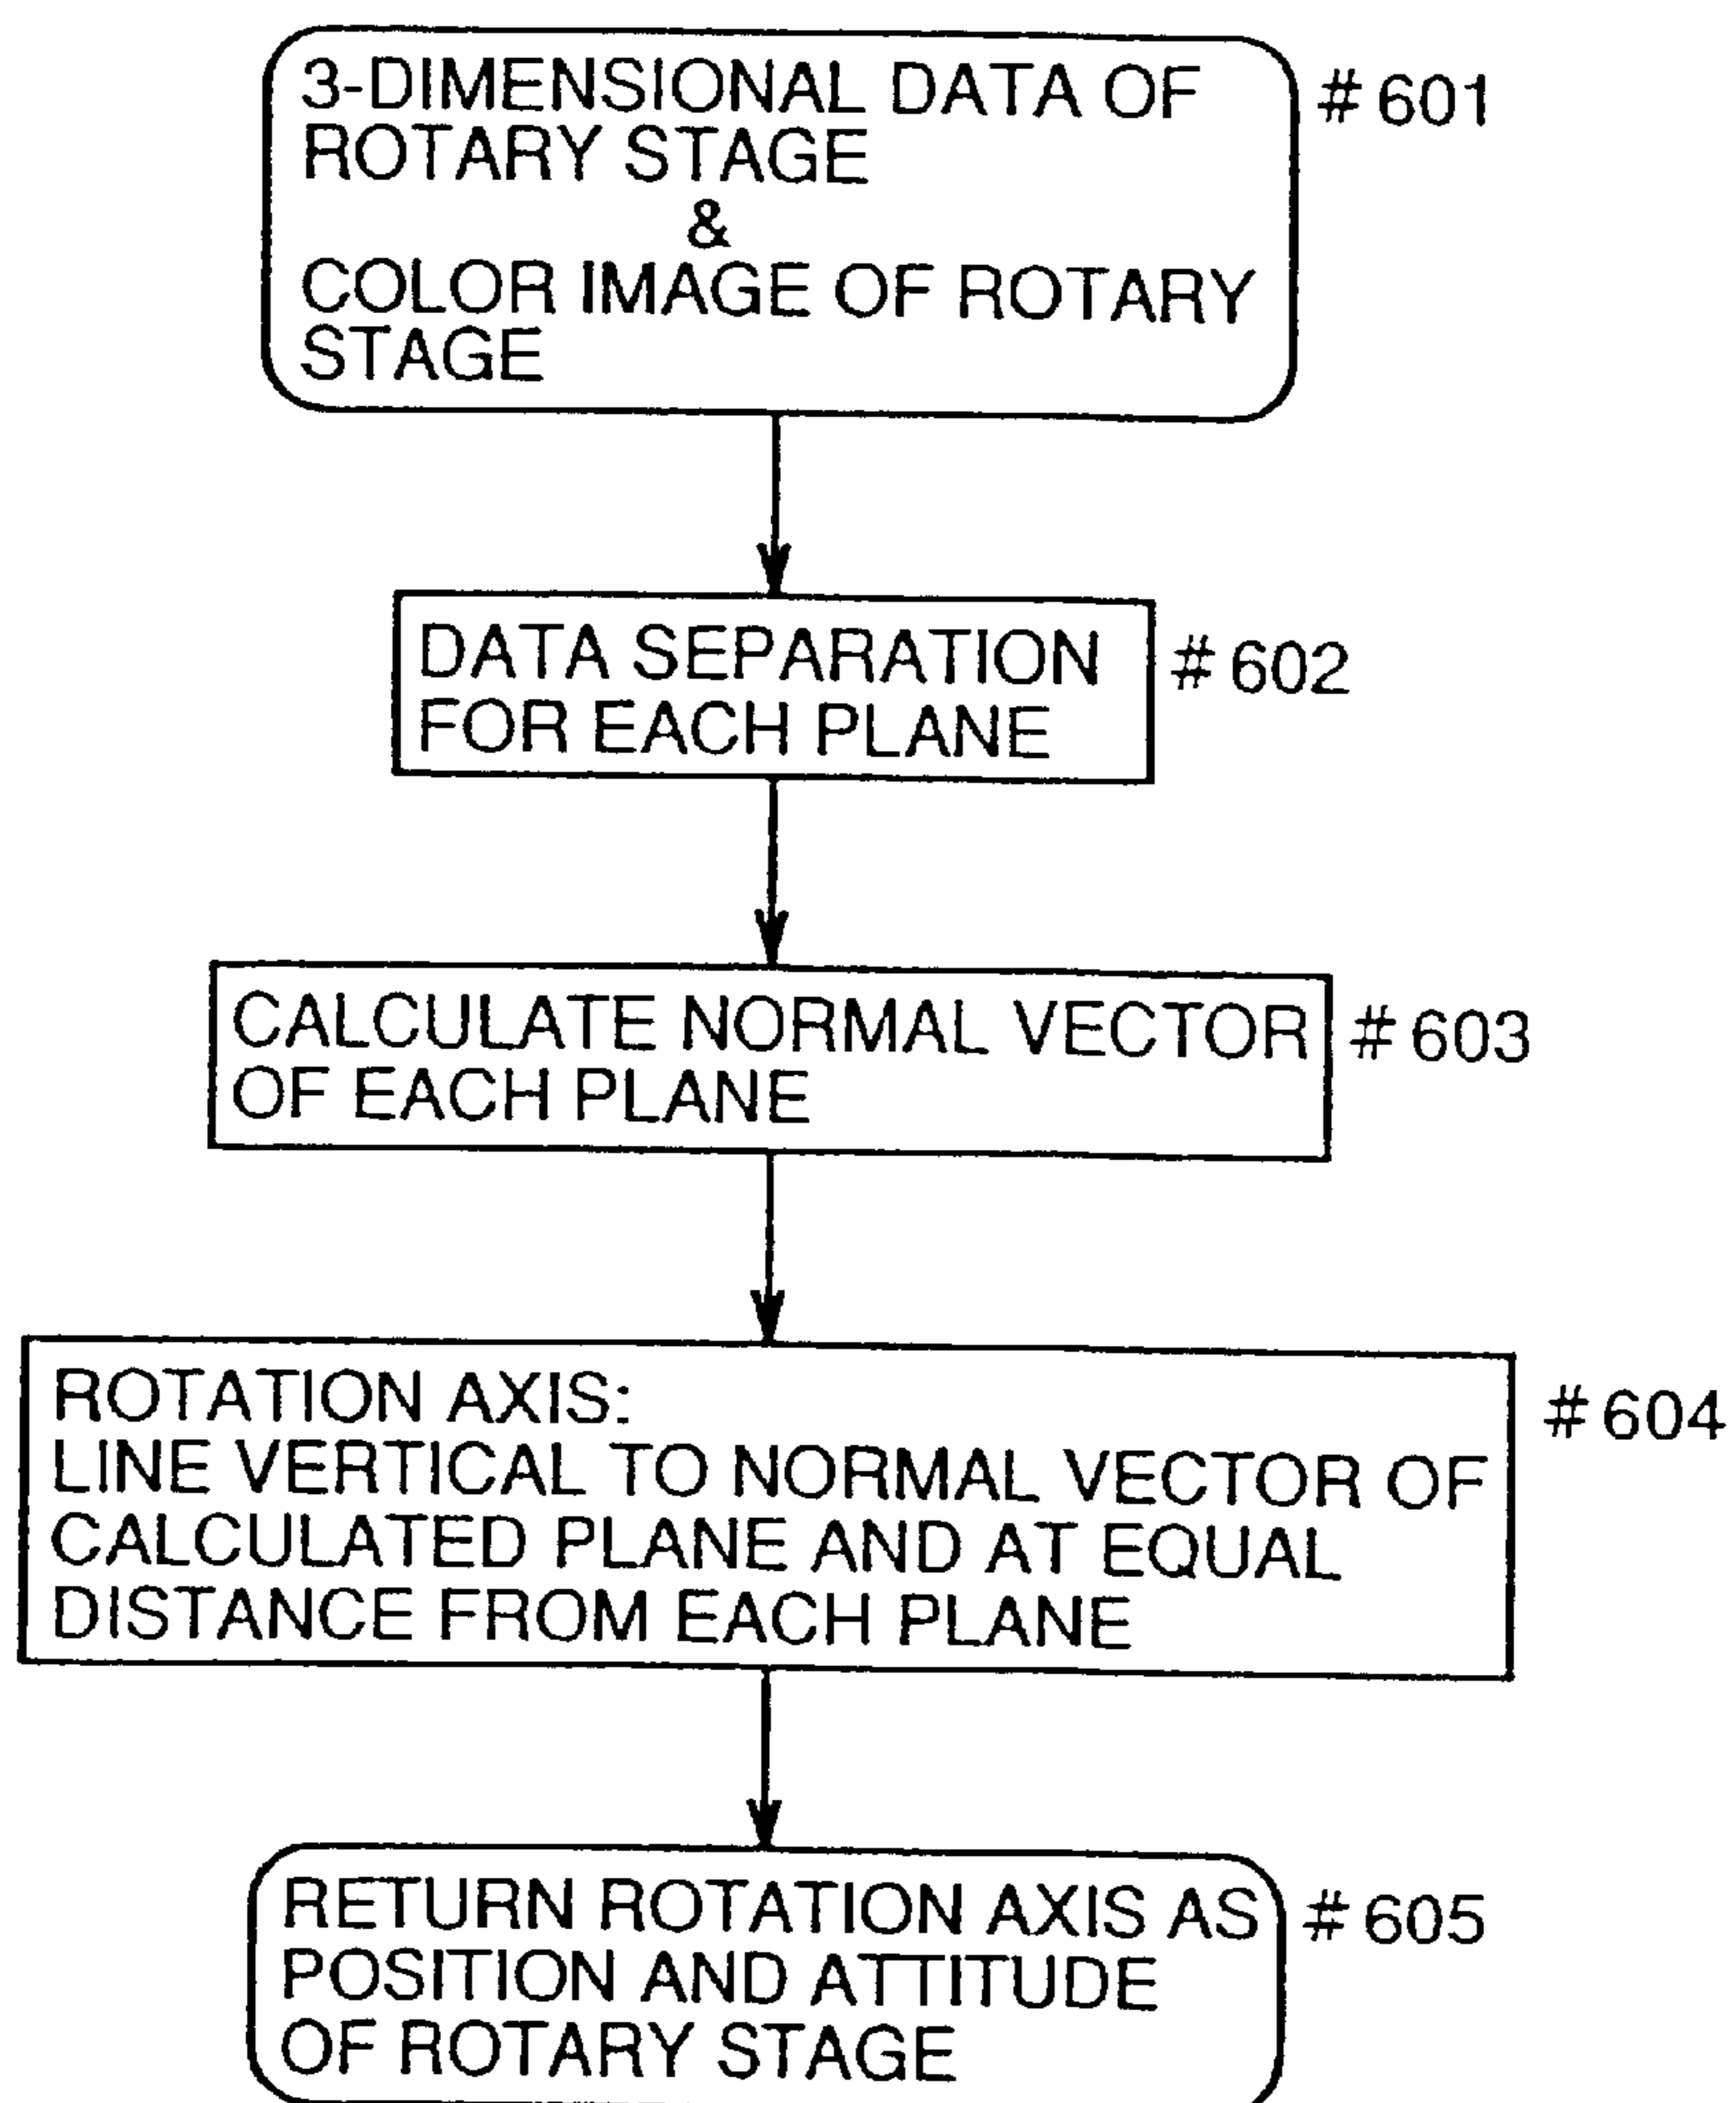 3-DIMENSIONAL DATA OF
ROTARY STAGE
&
COLOR IMAGE OF ROTARY
STAGE
#601
DATA SEPARATION
FOR EACH PLANE
#602
CALCULATE NORMAL VECTOR
OF EACH PLANE
#603
ROTATION AXIS:
LINE VERTICAL TO NORMAL VECTOR OF
CALCULATED PLANE AND AT EQUAL
DISTANCE FROM EACH PLANE
#604
RETURN ROTATION AXIS AS
POSITION AND ATTITUDE
OF ROTARY STAGE
#605